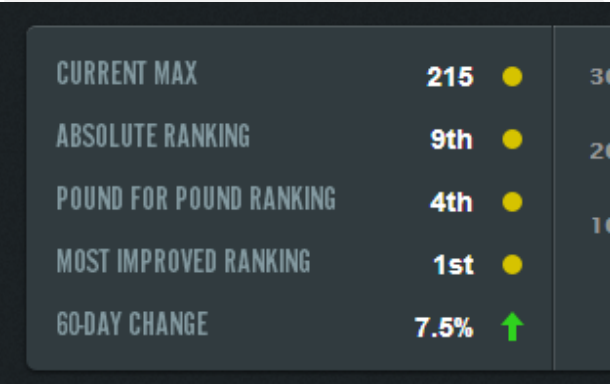 CURRENT MAX 215
ABSOLUTE RANKING 9th
POUND FOR POUND RANKING 4th
MOST IMPROVED RANKING 1st
60-DAY CHANGE 7.5%